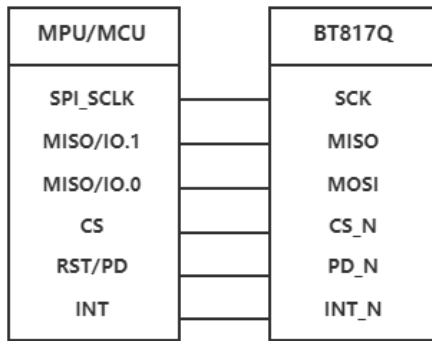 MPU/MCU BT817Q
SPI_SCLK SCK
MISO/IO.1 MISO
MISO/IO.0 MOSI
CS CS_N
RST/PD PD_N
INT INT_N